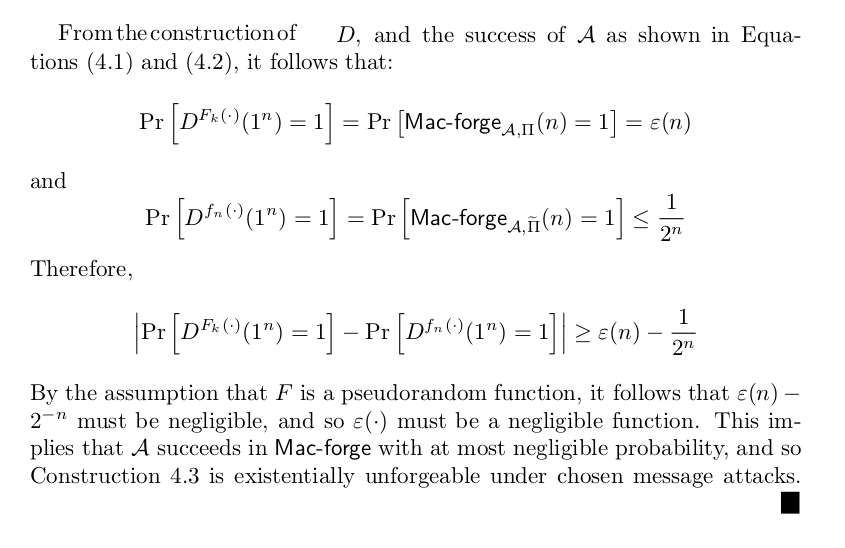 From the construction of D, and the success of 𝒜 as shown in Equa-
tions (4.1) and (4.2), it follows that:
Pr [D^{F_k(·)}(1^n) = 1] = Pr [Mac-forge_{𝒜,Π}(n) = 1] = ε(n)
and
Pr [D^{f_n(·)}(1^n) = 1] = Pr [Mac-forge_{𝒜,Π̃}(n) = 1] ≤ 1/2^n
Therefore,
|Pr [D^{F_k(·)}(1^n) = 1] − Pr [D^{f_n(·)}(1^n) = 1]| ≥ ε(n) − 1/2^n
By the assumption that F is a pseudorandom function, it follows that ε(n) −
2^{−n} must be negligible, and so ε(·) must be a negligible function. This im-
plies that 𝒜 succeeds in Mac-forge with at most negligible probability, and so
Construction 4.3 is existentially unforgeable under chosen message attacks.
■